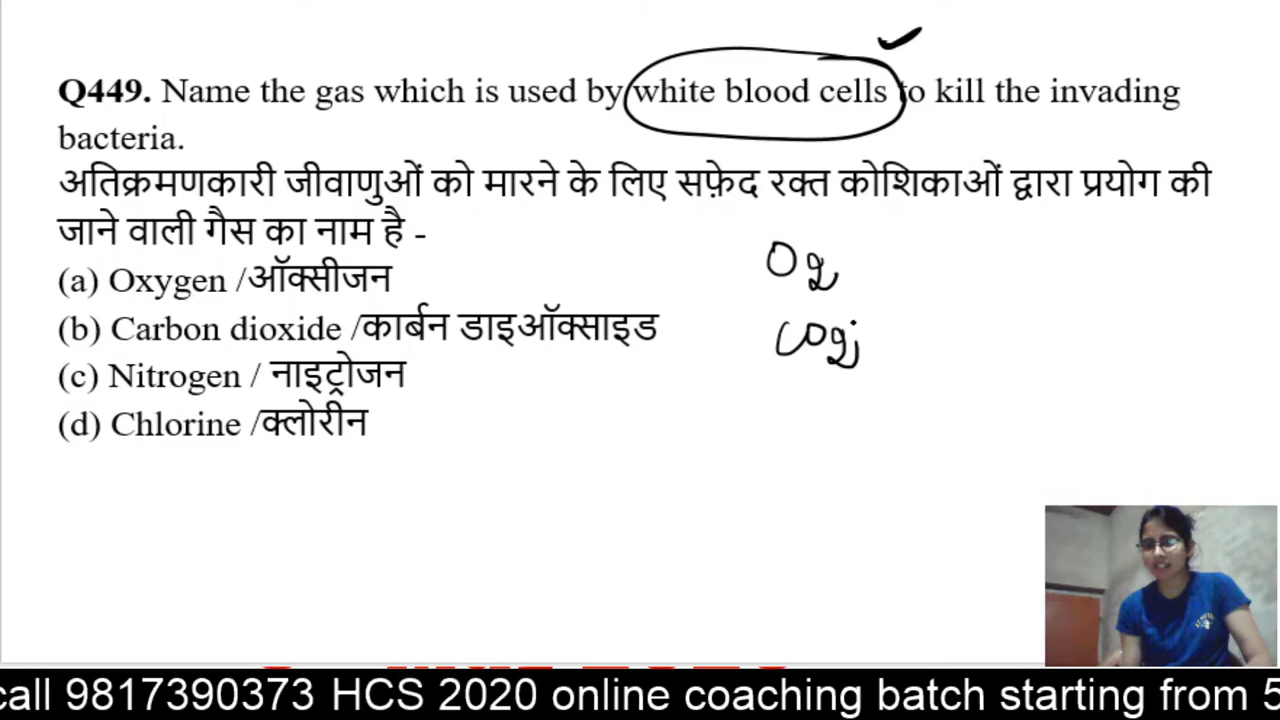 Q449. Name the gas which is used by white blood cells to kill the invading
bacteria.
अतिक्रमणकारी जीवाणुओं को मारने के लिए सफ़ेद रक्त कोशिकाओं द्वारा प्रयोग की
जाने वाली गैस का नाम है -
(a) Oxygen /ऑक्सीजन
O2
(b) Carbon dioxide /कार्बन डाइऑक्साइड
CO2
(c) Nitrogen / नाइट्रोजन
(d) Chlorine /क्लोरीन
call 9817390373 HCS 2020 online coaching batch starting from 5